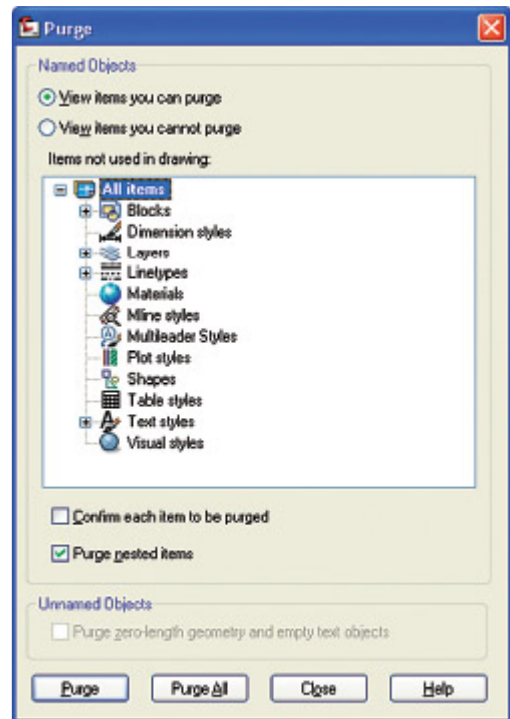 Purge
Named Objects
View items you can purge
View items you cannot purge
Items not used in drawing:
All items
Blocks
Dimension styles
Layers
Linetypes
Materials
Mline styles
Multileader Styles
Plot styles
Shapes
Table styles
Text styles
Visual styles
Confirm each item to be purged
Purge nested items
Unnamed Objects
Purge zero-length geometry and empty text objects
Purge
Purge All
Close
Help